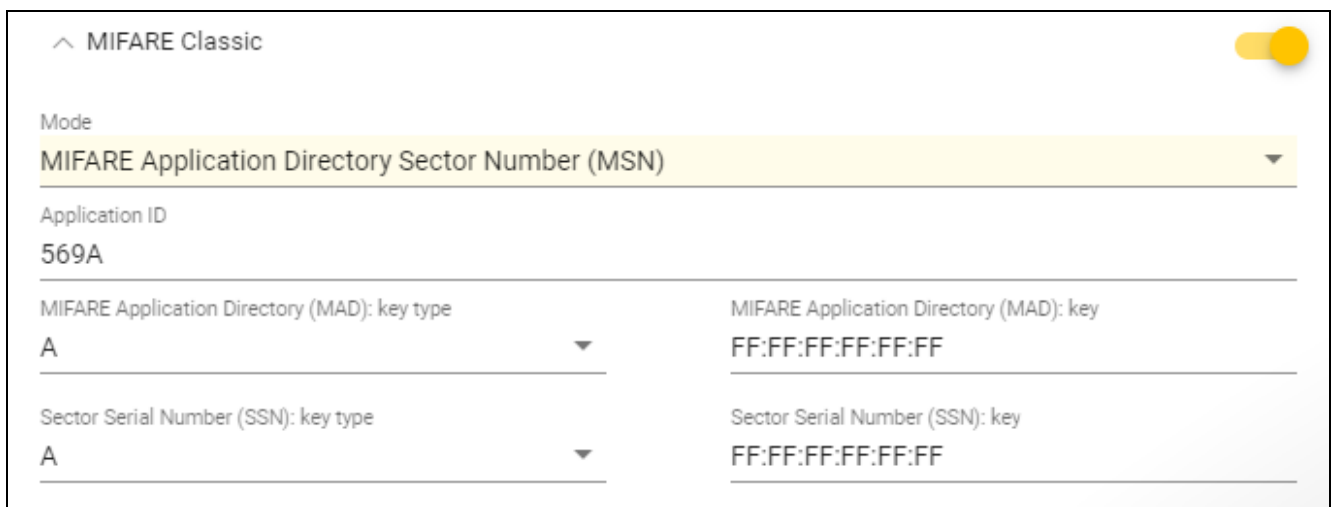 MIFARE Classic
Mode
MIFARE Application Directory Sector Number (MSN)
Application ID
569A
MIFARE Application Directory (MAD): key type
MIFARE Application Directory (MAD): key
A
FF:FF:FF:FF:FF:FF
Sector Serial Number (SSN): key type
Sector Serial Number (SSN): key
A
FF:FF:FF:FF:FF:FF